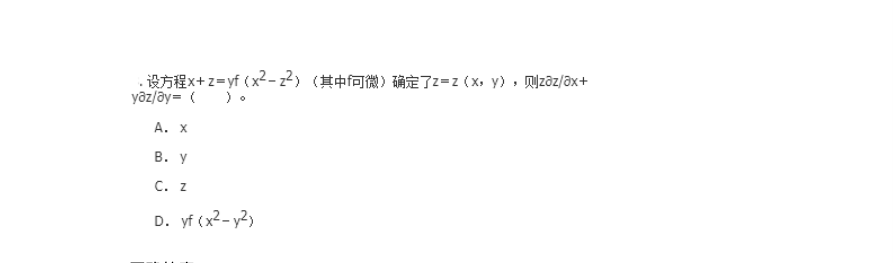 ．设方程x+z=yf（x²-z²）（其中f可微）确定了z=z（x，y），则z∂z/∂x+
y∂z/∂y=（　　）。
A. x
B. y
C. z
D. yf（x²-y²）